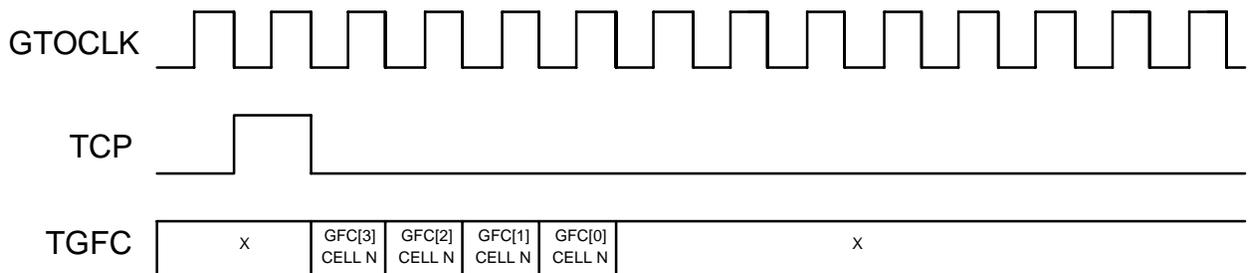 GTOCLK
TCP
TGFC
X
GFC[3]
CELL N
GFC[2]
CELL N
GFC[1]
CELL N
GFC[0]
CELL N
X